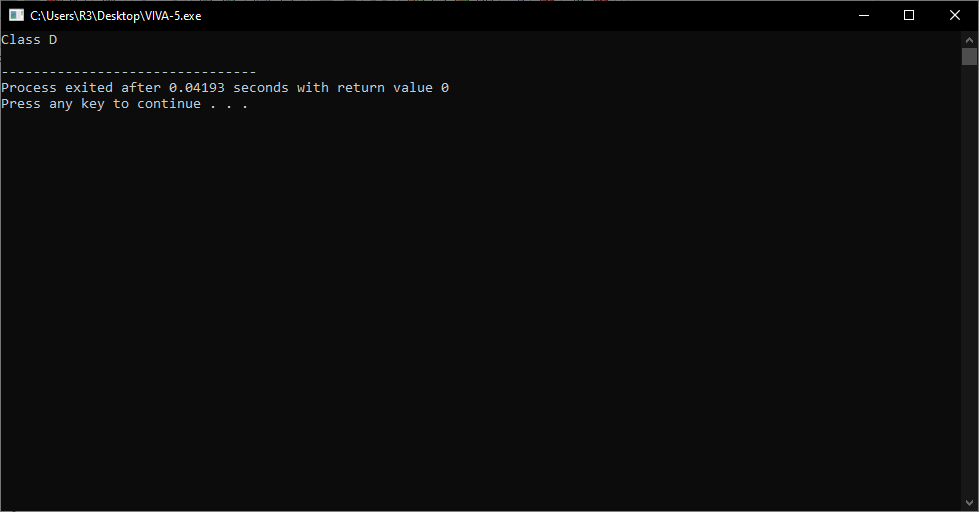 C:\Users\R3\Desktop\VIVA-5.exe
Class D
--------------------------------
Process exited after 0.04193 seconds with return value 0
Press any key to continue . . .